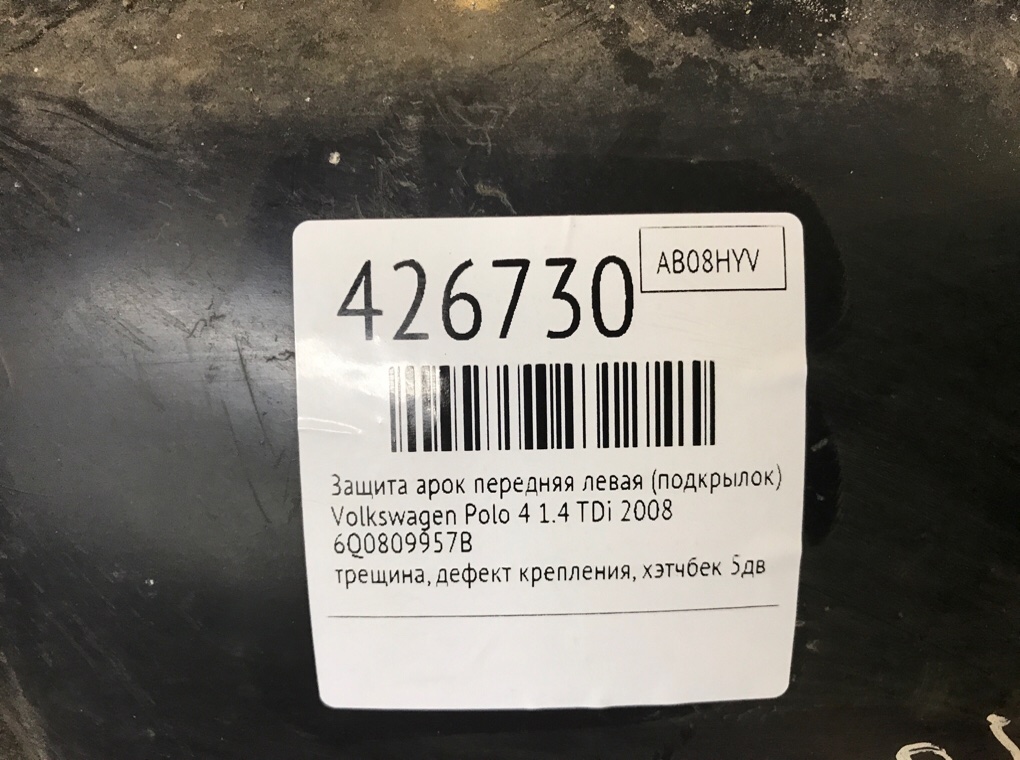 426730
AB08HYV
Защита арок передняя левая (подкрылок)
Volkswagen Polo 4 1.4 TDi 2008
6Q0809957B
трещина, дефект крепления, хэтчбек 5дв